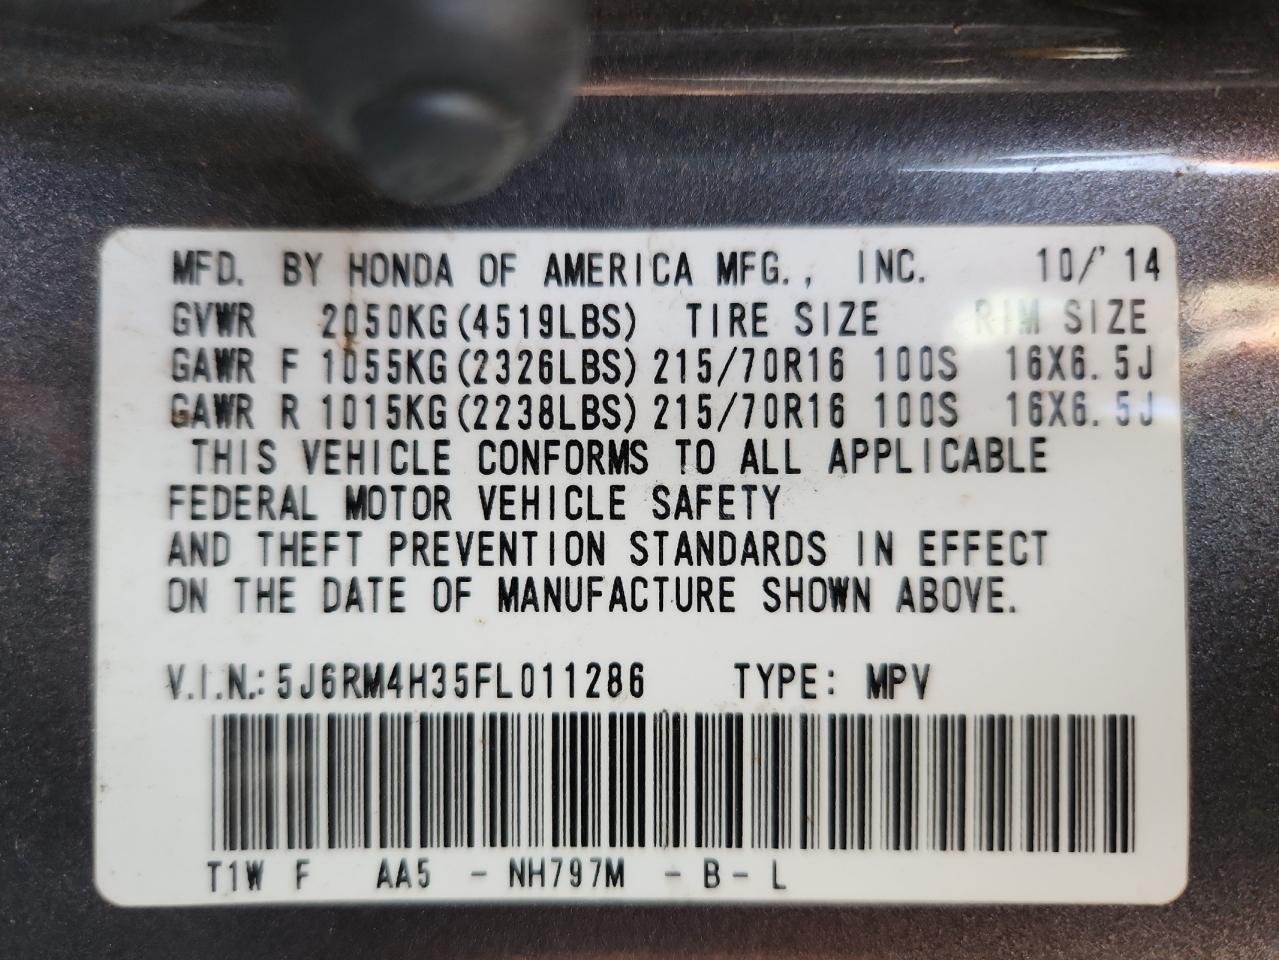 MFD. BY HONDA OF AMERICA MFG., INC. 10/'14
GVWR 2050KG(4519LBS) TIRE SIZE RIM SIZE
GAWR F 1055KG(2326LBS) 215/70R16 100S 16X6.5J
GAWR R 1015KG(2238LBS) 215/70R16 100S 16X6.5J
THIS VEHICLE CONFORMS TO ALL APPLICABLE
FEDERAL MOTOR VEHICLE SAFETY
AND THEFT PREVENTION STANDARDS IN EFFECT
ON THE DATE OF MANUFACTURE SHOWN ABOVE.
V.I.N.: 5J6RM4H35FL011286 TYPE: MPV
T1W F AA5 - NH797M - B - L